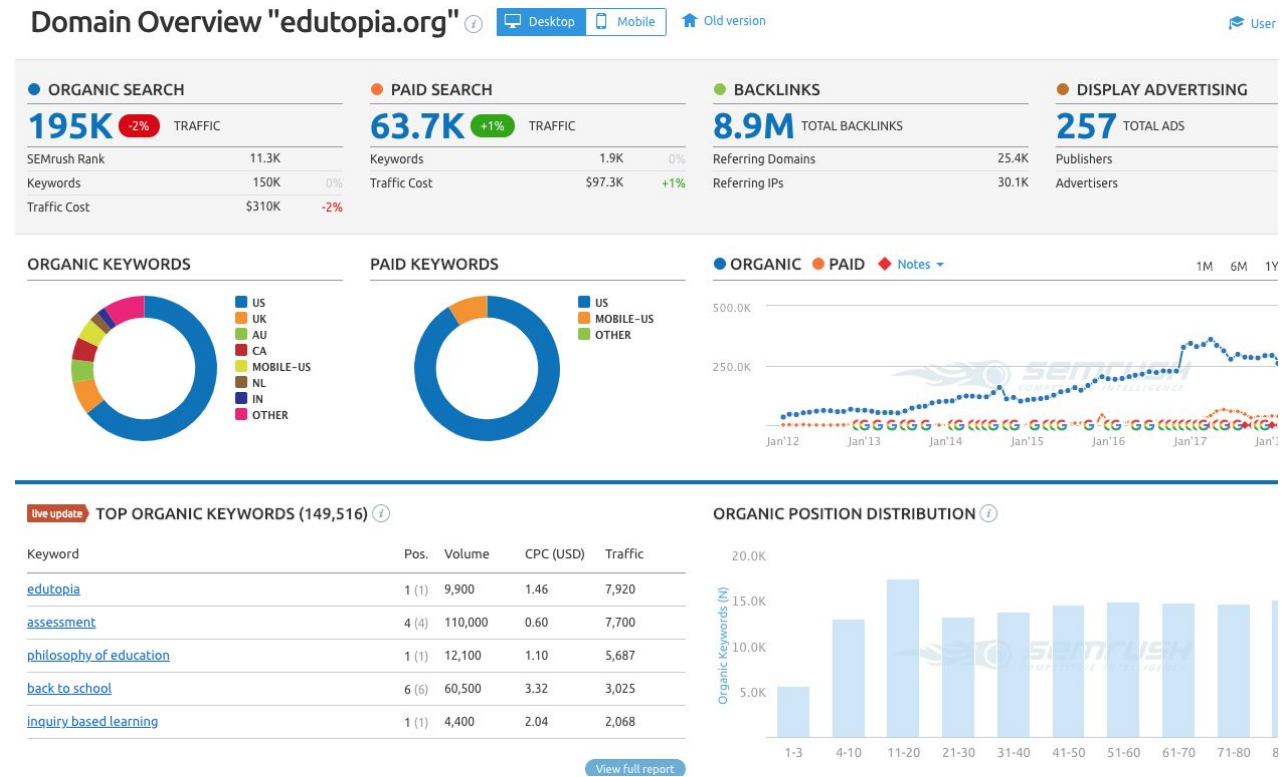 Domain Overview "edutopia.org" i Desktop Mobile Old version User
ORGANIC SEARCH
195K -2% TRAFFIC
SEMrush Rank 11.3K
Keywords 150K 0%
Traffic Cost $310K -2%
PAID SEARCH
63.7K +1% TRAFFIC
Keywords 1.9K 0%
Traffic Cost $97.3K +1%
BACKLINKS
8.9M TOTAL BACKLINKS
Referring Domains 25.4K
Referring IPs 30.1K
DISPLAY ADVERTISING
257 TOTAL ADS
Publishers
Advertisers
ORGANIC KEYWORDS
US
UK
AU
CA
MOBILE-US
NL
IN
OTHER
PAID KEYWORDS
US
MOBILE-US
OTHER
ORGANIC PAID Notes 1M 6M 1Y
500.0K
250.0K
semrush
COMPETITIVE INTELLIGENCE
Jan'12 Jan'13 Jan'14 Jan'15 Jan'16 Jan'17
live update TOP ORGANIC KEYWORDS (149,516) i
Keyword Pos. Volume CPC (USD) Traffic
edutopia 1 (1) 9,900 1.46 7,920
assessment 4 (4) 110,000 0.60 7,700
philosophy of education 1 (1) 12,100 1.10 5,687
back to school 6 (6) 60,500 3.32 3,025
inquiry based learning 1 (1) 4,400 2.04 2,068
View full report
ORGANIC POSITION DISTRIBUTION i
Organic Keywords (N)
20.0K
15.0K
10.0K
5.0K
semrush
COMPETITIVE INTELLIGENCE
1-3 4-10 11-20 21-30 31-40 41-50 51-60 61-70 71-80